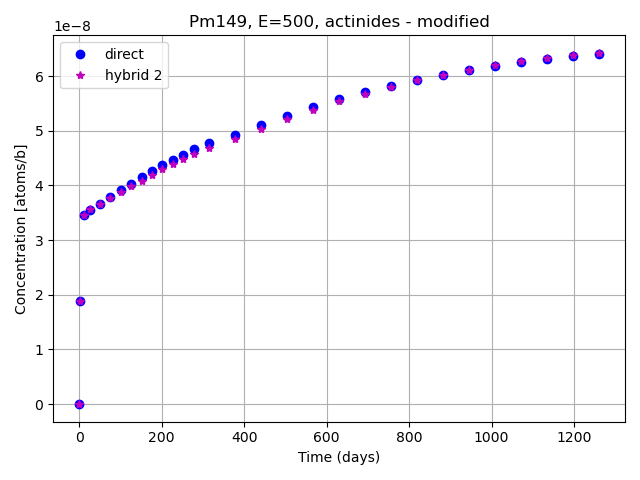 Pm149, E=500, actinides - modified
1e−8
direct
hybrid 2
6
5
4
3
2
1
0
Concentration [atoms/b]
0 200 400 600 800 1000 1200
Time (days)